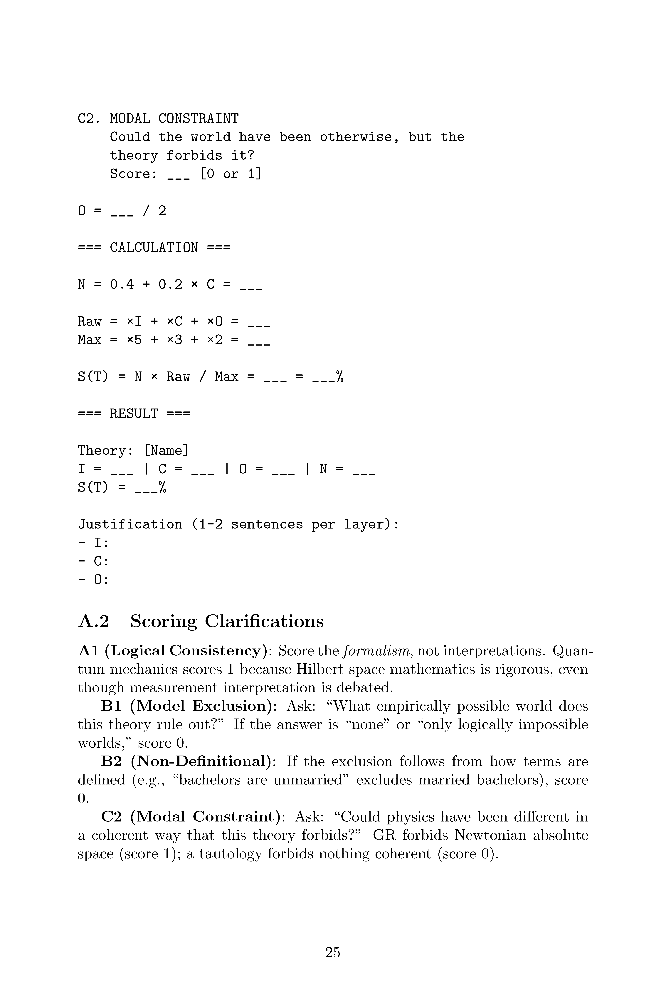 C2. MODAL CONSTRAINT
Could the world have been otherwise, but the
theory forbids it?
Score: ___ [0 or 1]
O = ___ / 2
=== CALCULATION ===
N = 0.4 + 0.2 × C = ___
Raw = ×I + ×C + ×O = ___
Max = ×5 + ×3 + ×2 = ___
S(T) = N × Raw / Max = ___ = ___%
=== RESULT ===
Theory: [Name]
I = ___ | C = ___ | O = ___ | N = ___
S(T) = ___%
Justification (1-2 sentences per layer):
- I:
- C:
- O:
A.2 Scoring Clarifications
A1 (Logical Consistency): Score the formalism, not interpretations. Quan-
tum mechanics scores 1 because Hilbert space mathematics is rigorous, even
though measurement interpretation is debated.
B1 (Model Exclusion): Ask: “What empirically possible world does
this theory rule out?” If the answer is “none” or “only logically impossible
worlds,” score 0.
B2 (Non-Definitional): If the exclusion follows from how terms are
defined (e.g., “bachelors are unmarried” excludes married bachelors), score
0.
C2 (Modal Constraint): Ask: “Could physics have been different in
a coherent way that this theory forbids?” GR forbids Newtonian absolute
space (score 1); a tautology forbids nothing coherent (score 0).
25